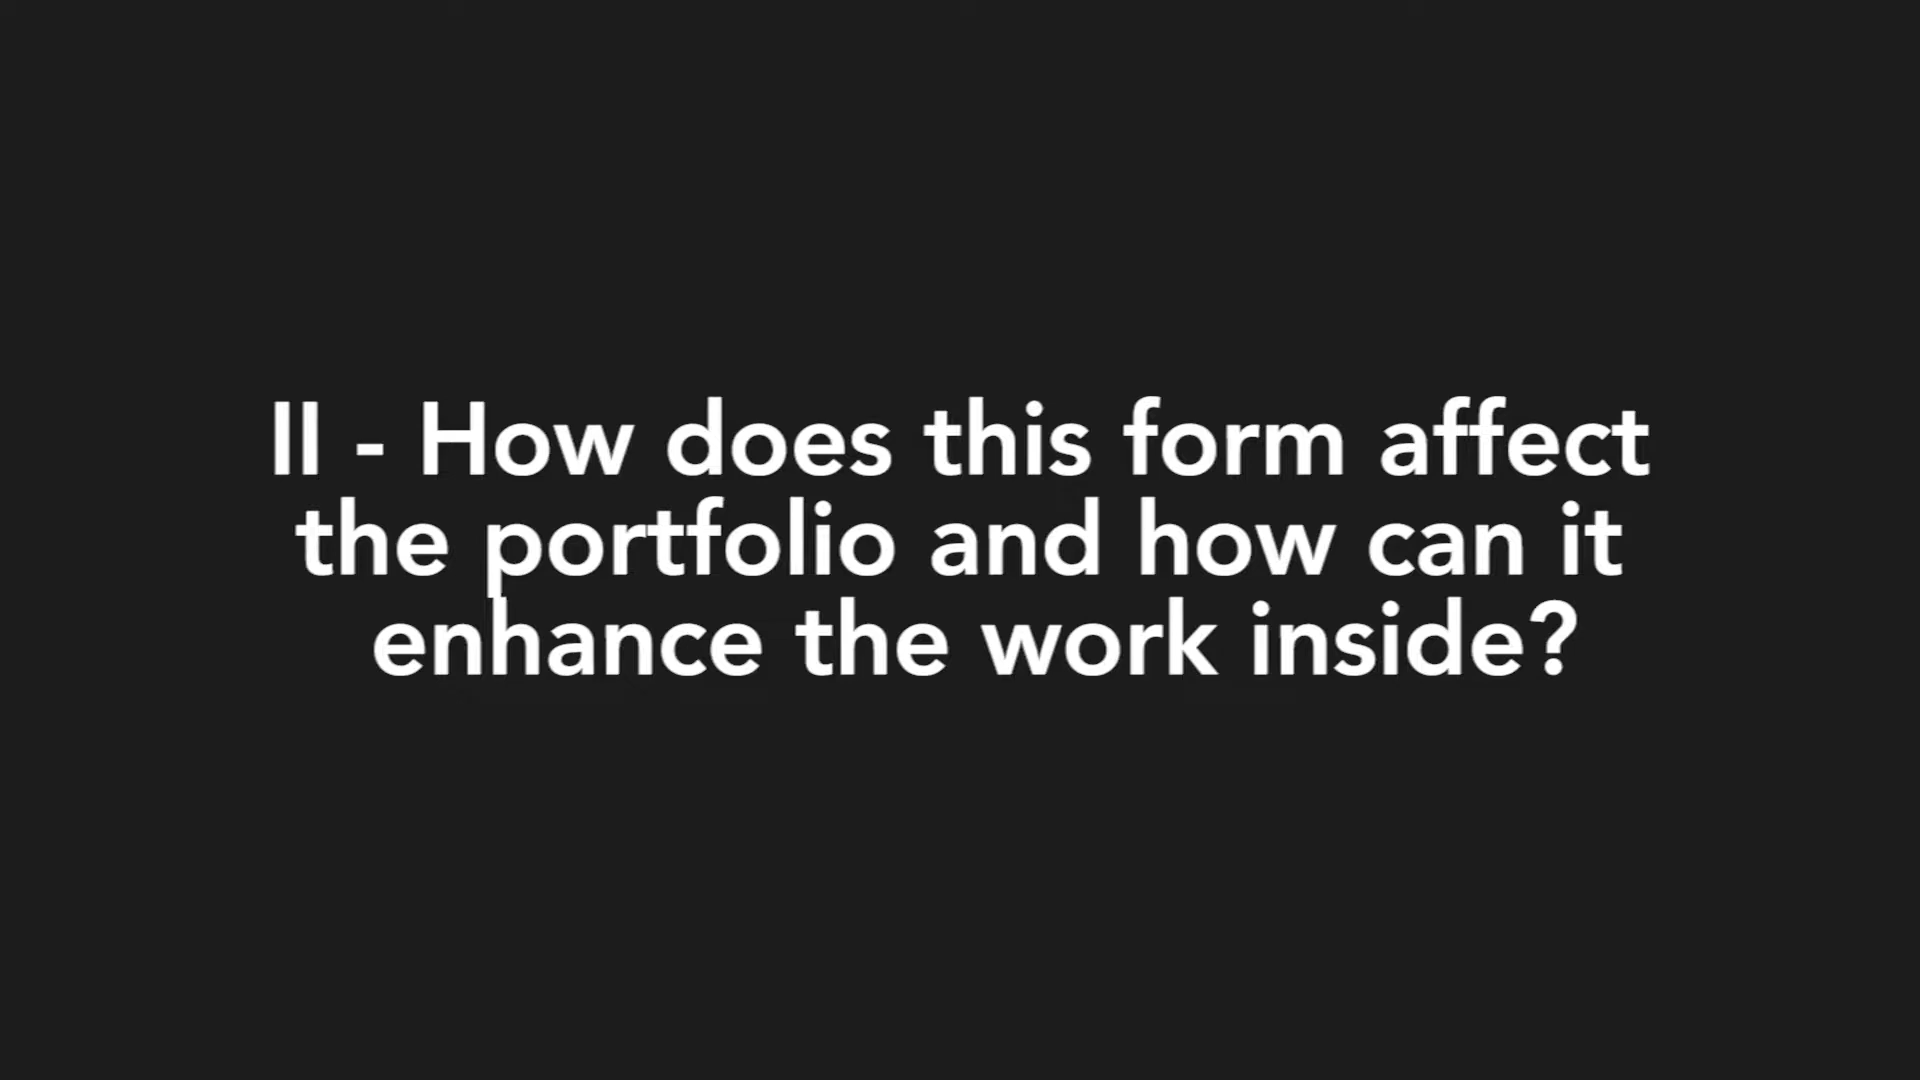 II - How does this form affect
the portfolio and how can it
enhance the work inside?